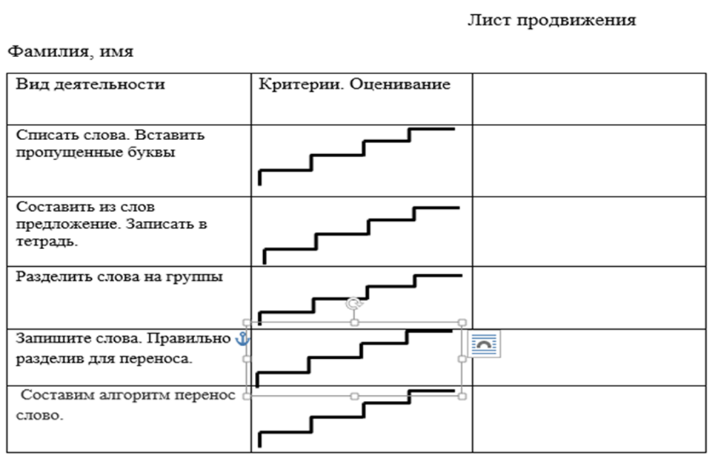 Лист продвижения
Фамилия, имя
Вид деятельности
Критерии. Оценивание
Списать слова. Вставить
пропущенные буквы
Составить из слов
предложение. Записать в
тетрадь.
Разделить слова на группы
Запишите слова. Правильно
разделив для переноса.
Составим алгоритм перенос
слово.